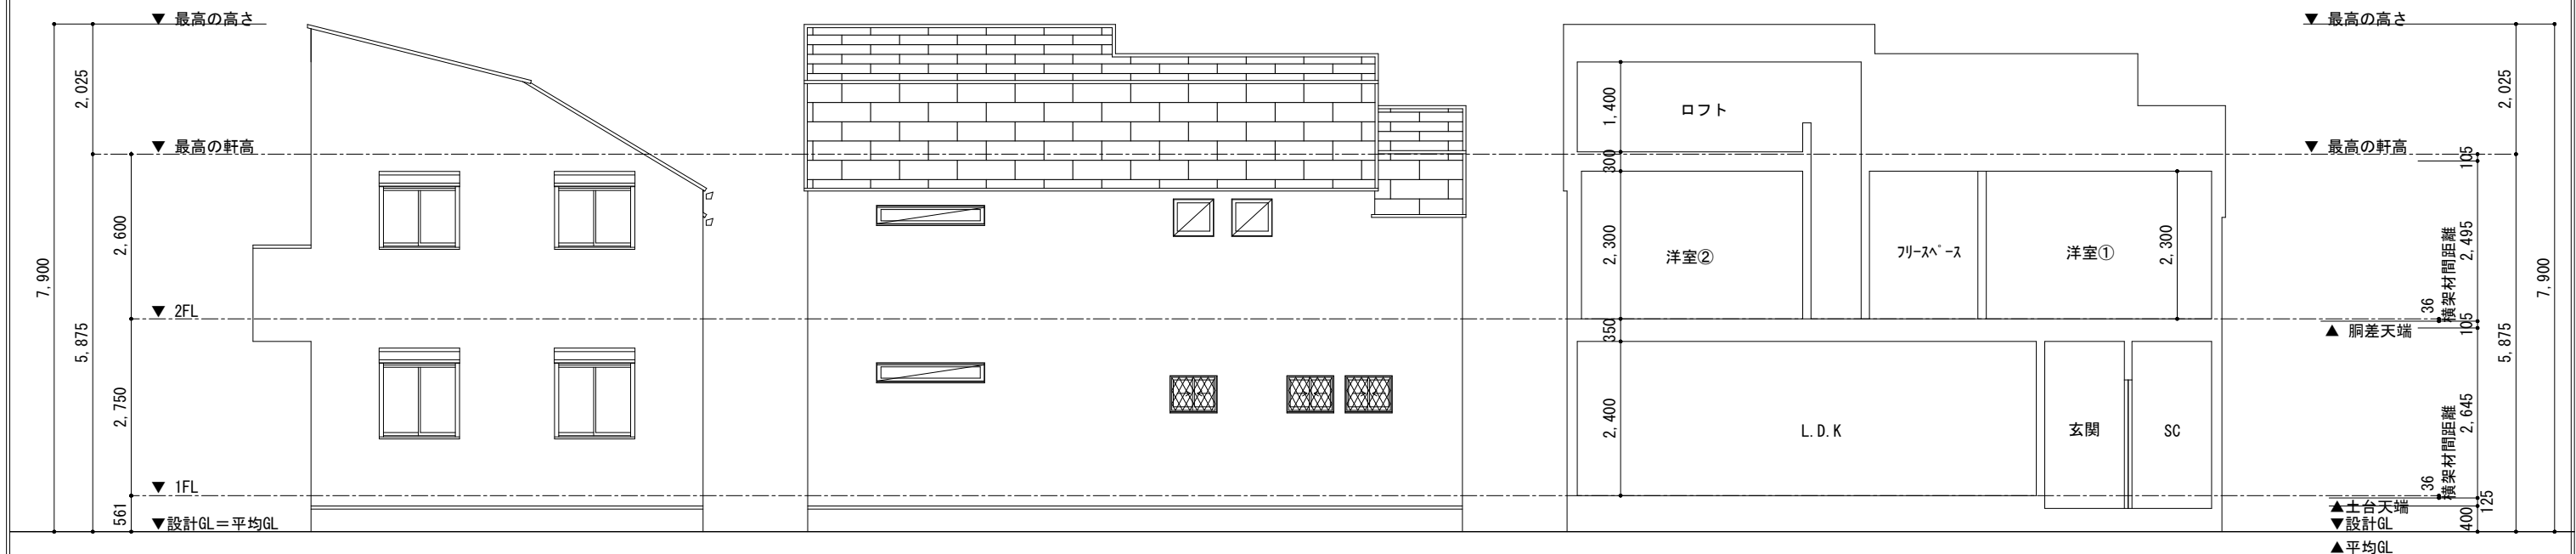 ▼ 最高の高さ
2,025
▼ 最高の軒高
2,600
7,900
▼ 2FL
5,875
2,750
▼ 1FL
561
▼設計GL=平均GL
1,400
ロフト
300
2,300
洋室②
フリースペース
洋室①
2,300
350
2,400
L.D.K
玄関
SC
▼ 最高の高さ
2,025
▼ 最高の軒高
105
横架材間距離
2,495
7,900
36
▲ 胴差天端
105
5,875
横架材間距離
2,645
36
▲土台天端
125
▼設計GL
400
▲平均GL